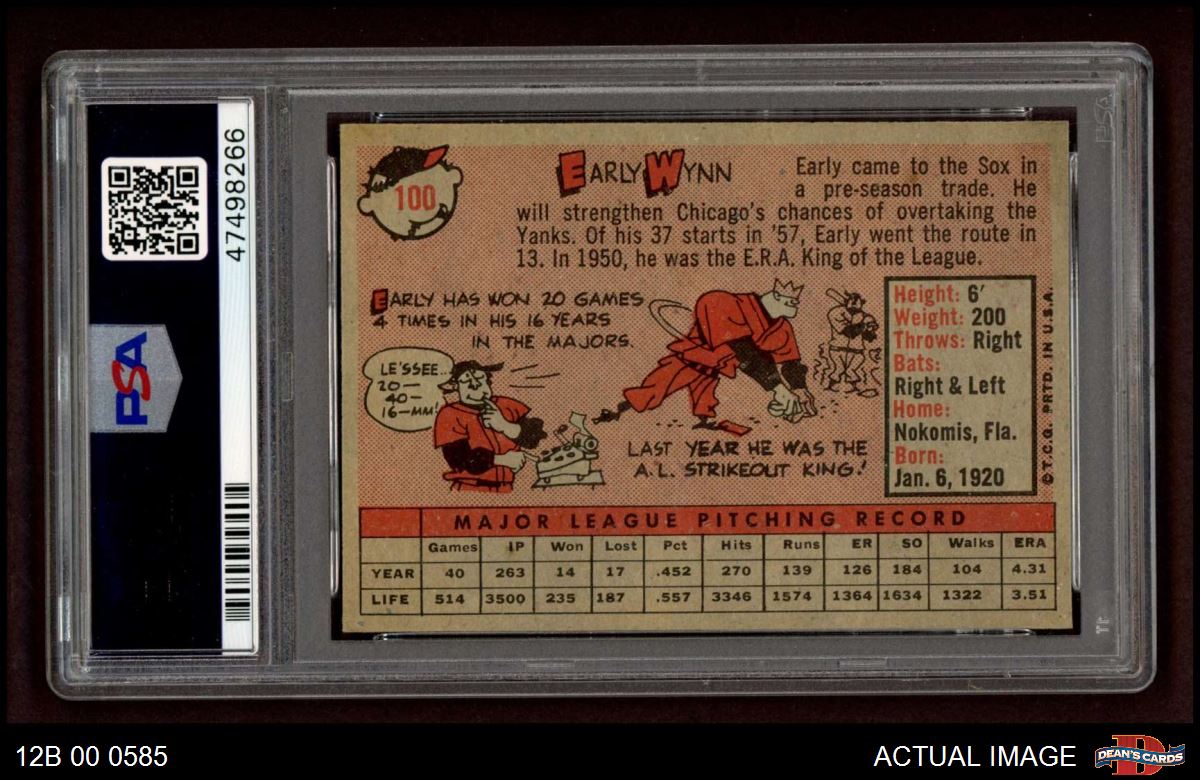 47498266
PSA
100
EARLY WYNN
Early came to the Sox in
a pre-season trade. He
will strengthen Chicago's chances of overtaking the
Yanks. Of his 37 starts in '57, Early went the route in
13. In 1950, he was the E.R.A. King of the League.
EARLY HAS WON 20 GAMES
4 TIMES IN HIS 16 YEARS
IN THE MAJORS.
LE'SSEE..
20—
40—
16—MM!
LAST YEAR HE WAS THE
A.L. STRIKEOUT KING!
Height: 6'
Weight: 200
Throws: Right
Bats:
Right & Left
Home:
Nokomis, Fla.
Born:
Jan. 6, 1920
© T.C.G. PRTD. IN U.S.A.
MAJOR LEAGUE PITCHING RECORD
Games IP Won Lost Pct Hits Runs ER SO Walks ERA
YEAR 40 263 14 17 .452 270 139 126 184 104 4.31
LIFE 514 3500 235 187 .557 3346 1574 1364 1634 1322 3.51
PSA
12B 00 0585
ACTUAL IMAGE
DEAN'S CARDS